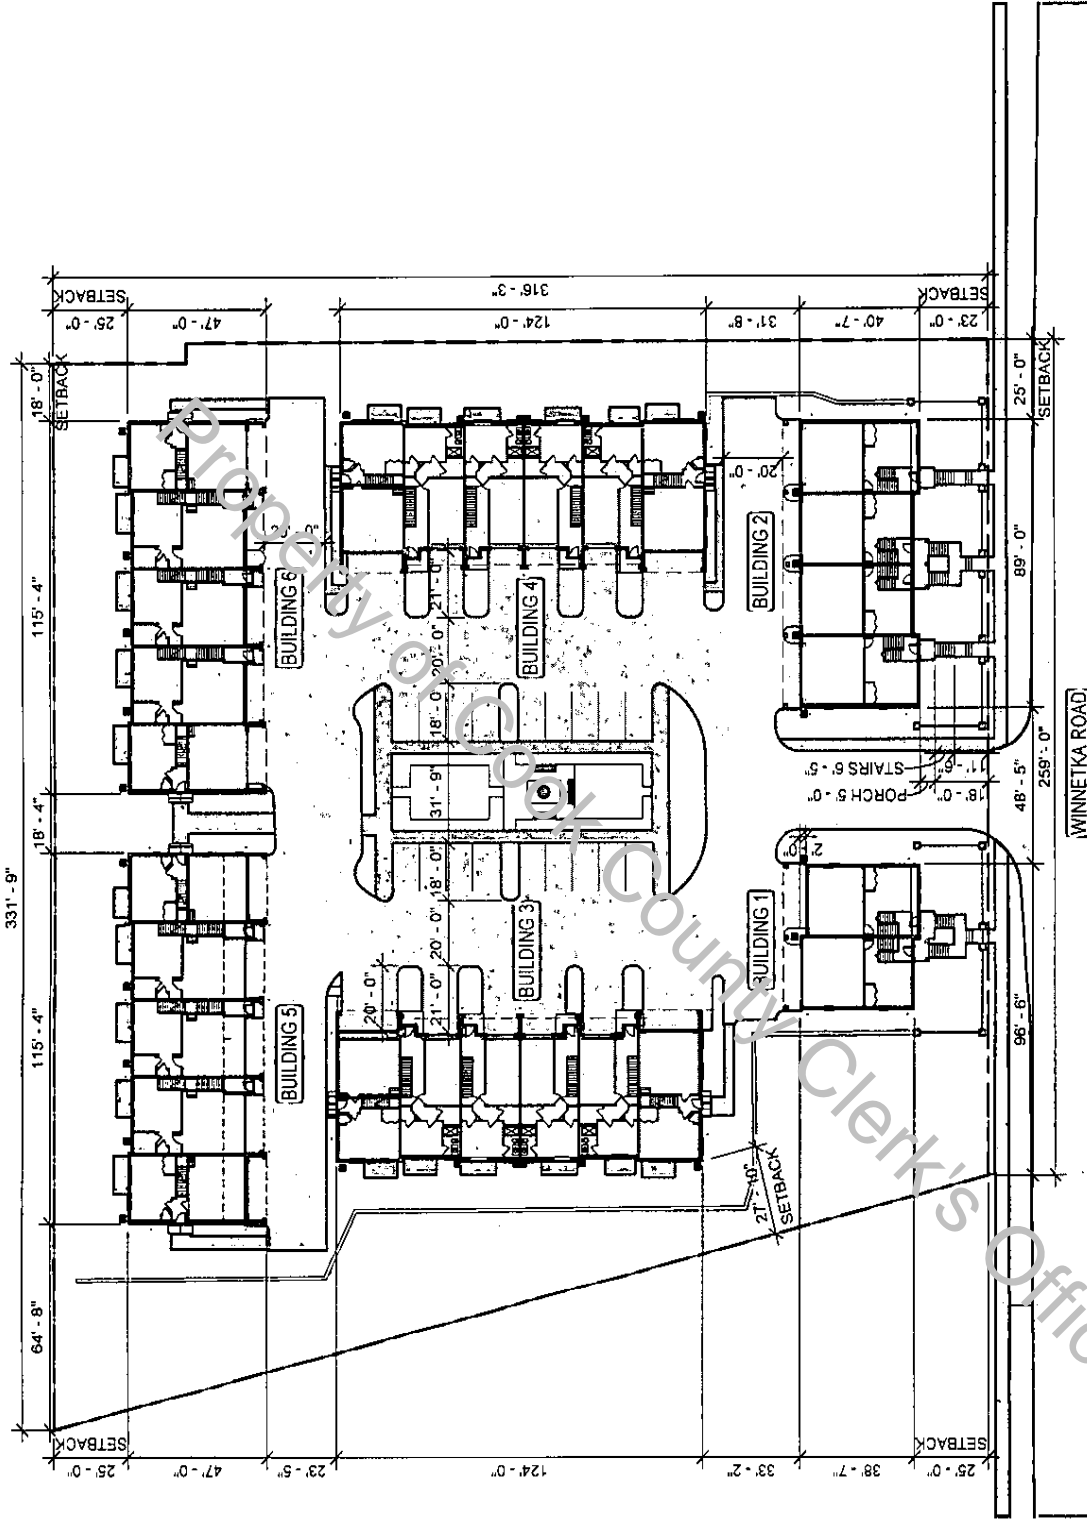 331' - 9"
64' - 8"
115' - 4"
18' - 4"
115' - 4"
18' - 0"
SETBACK
SETBACK
25' - 0"
47' - 0"
23' - 5"
124' - 0"
33' - 2"
38' - 7"
25' - 0"
SETBACK
SETBACK
25' - 0"
47' - 0"
124' - 0"
31' - 8"
40' - 7"
23' - 0"
SETBACK
316' - 3"
BUILDING 5
BUILDING 6
20' - 0"
21' - 0"
20' - 0"
18' - 0"
31' - 9"
18' - 0
20' - 0"
21' - 0"
BUILDING 3
BUILDING 4
27' - 10"
SETBACK
BUILDING 1
BUILDING 2
20' - 0"
2' - 0"
PORCH 5' - 0"
STAIRS 6' - 5"
18' - 0"
11' - 6"
96' - 6"
48' - 5"
89' - 0"
25' - 0"
SETBACK
259' - 0"
WINNETKA ROAD
Property of Cook County Clerk's Offic